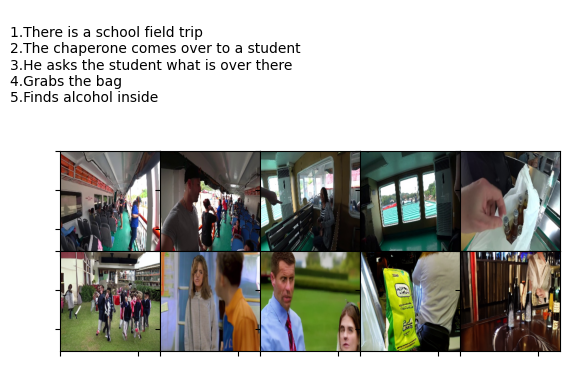 1.There is a school field trip
2.The chaperone comes over to a student
3.He asks the student what is over there
4.Grabs the bag
5.Finds alcohol inside